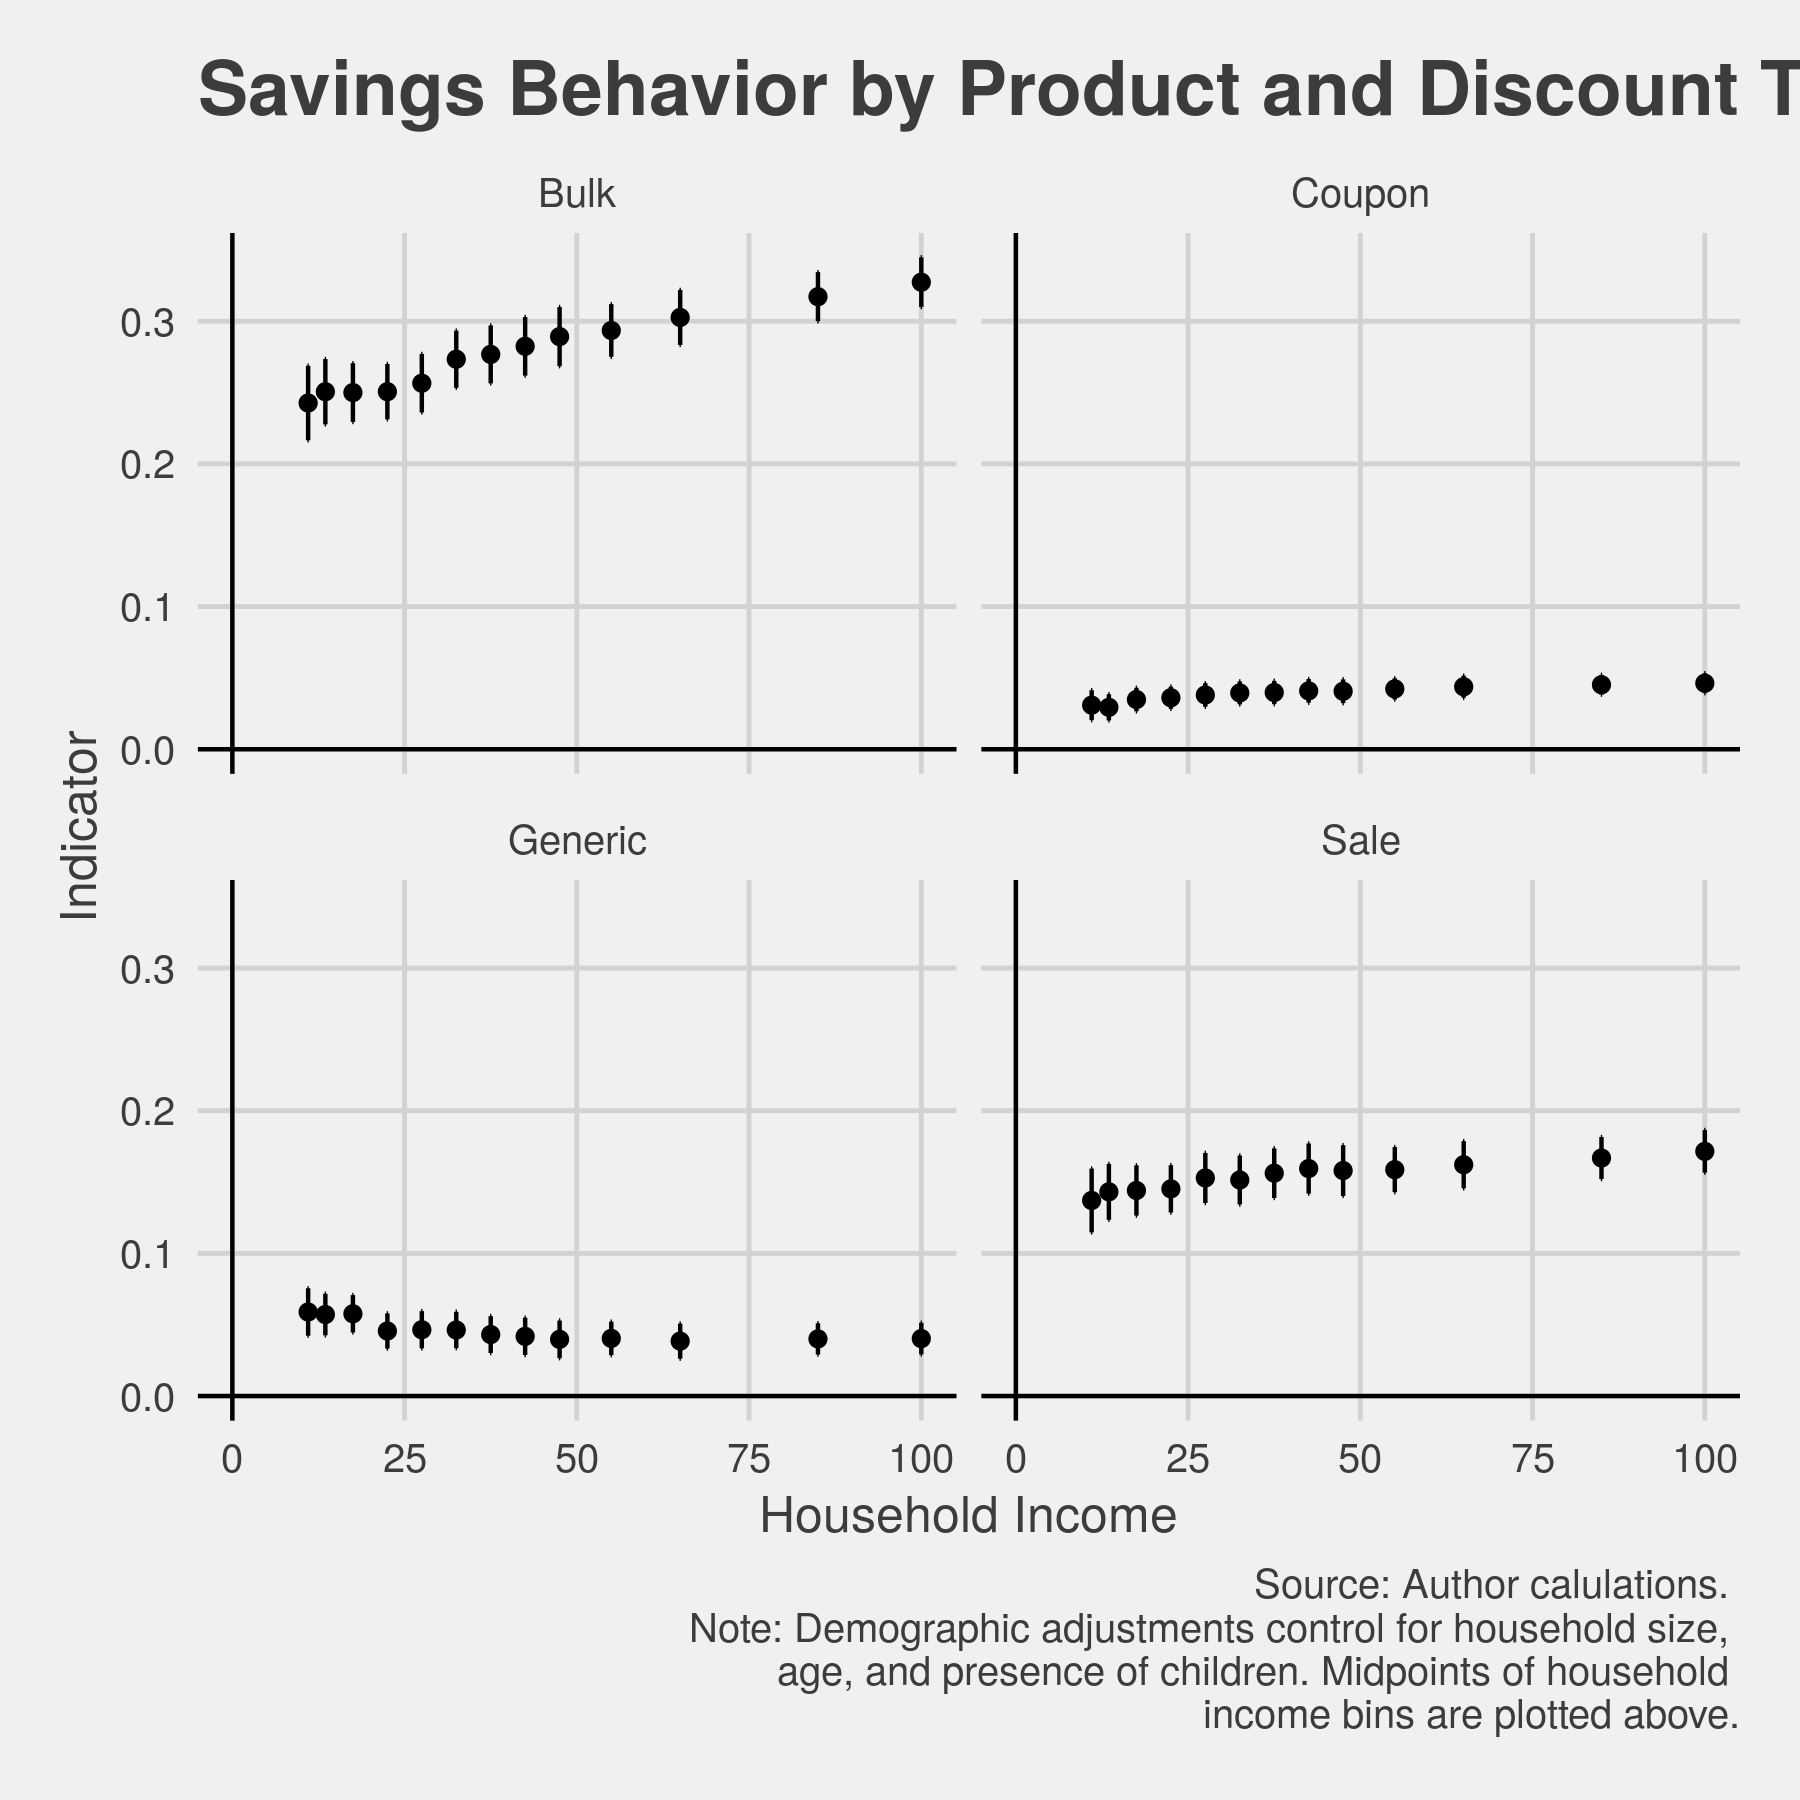 Savings Behavior by Product and Discount T
Bulk
Coupon
0.3
0.2
0.1
0.0
Indicator
Generic
Sale
0.3
0.2
0.1
0.0
0 25 50 75 100 0 25 50 75 100
Household Income
Source: Author calulations.
Note: Demographic adjustments control for household size,
age, and presence of children. Midpoints of household
income bins are plotted above.